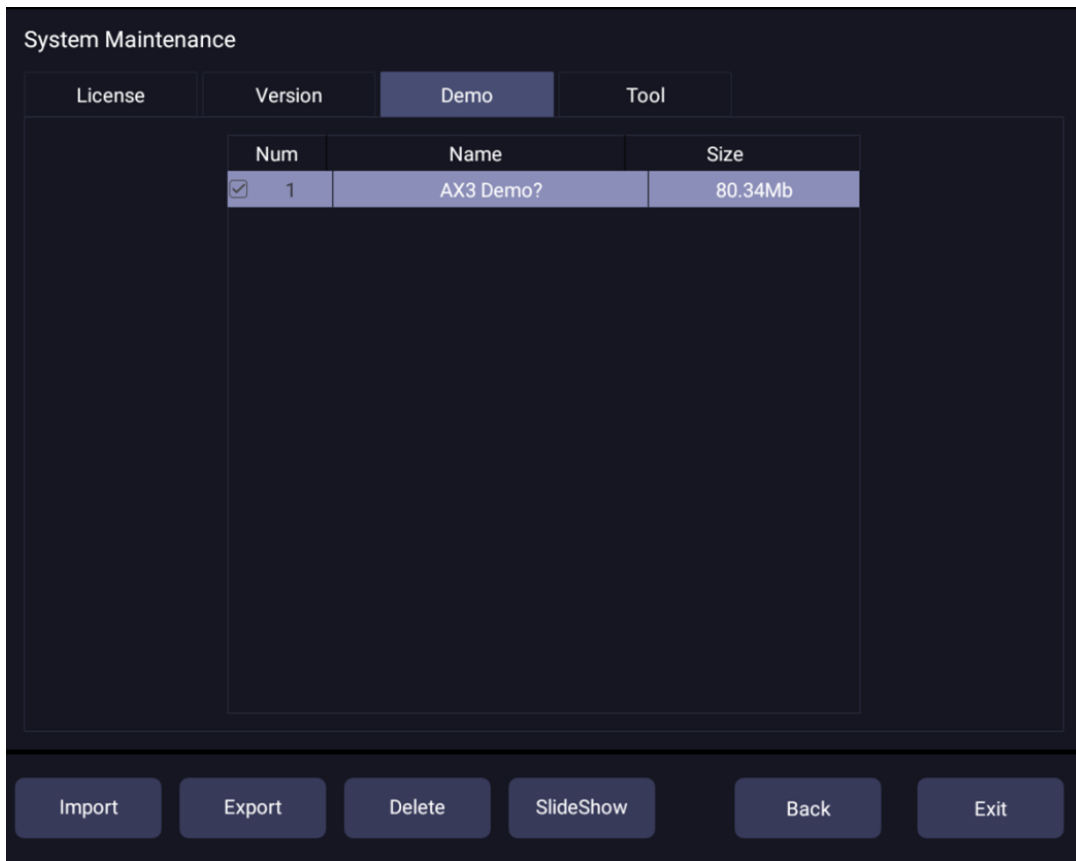 System Maintenance
License Version Demo Tool
Num Name Size
1 AX3 Demo? 80.34Mb
Import Export Delete SlideShow Back Exit